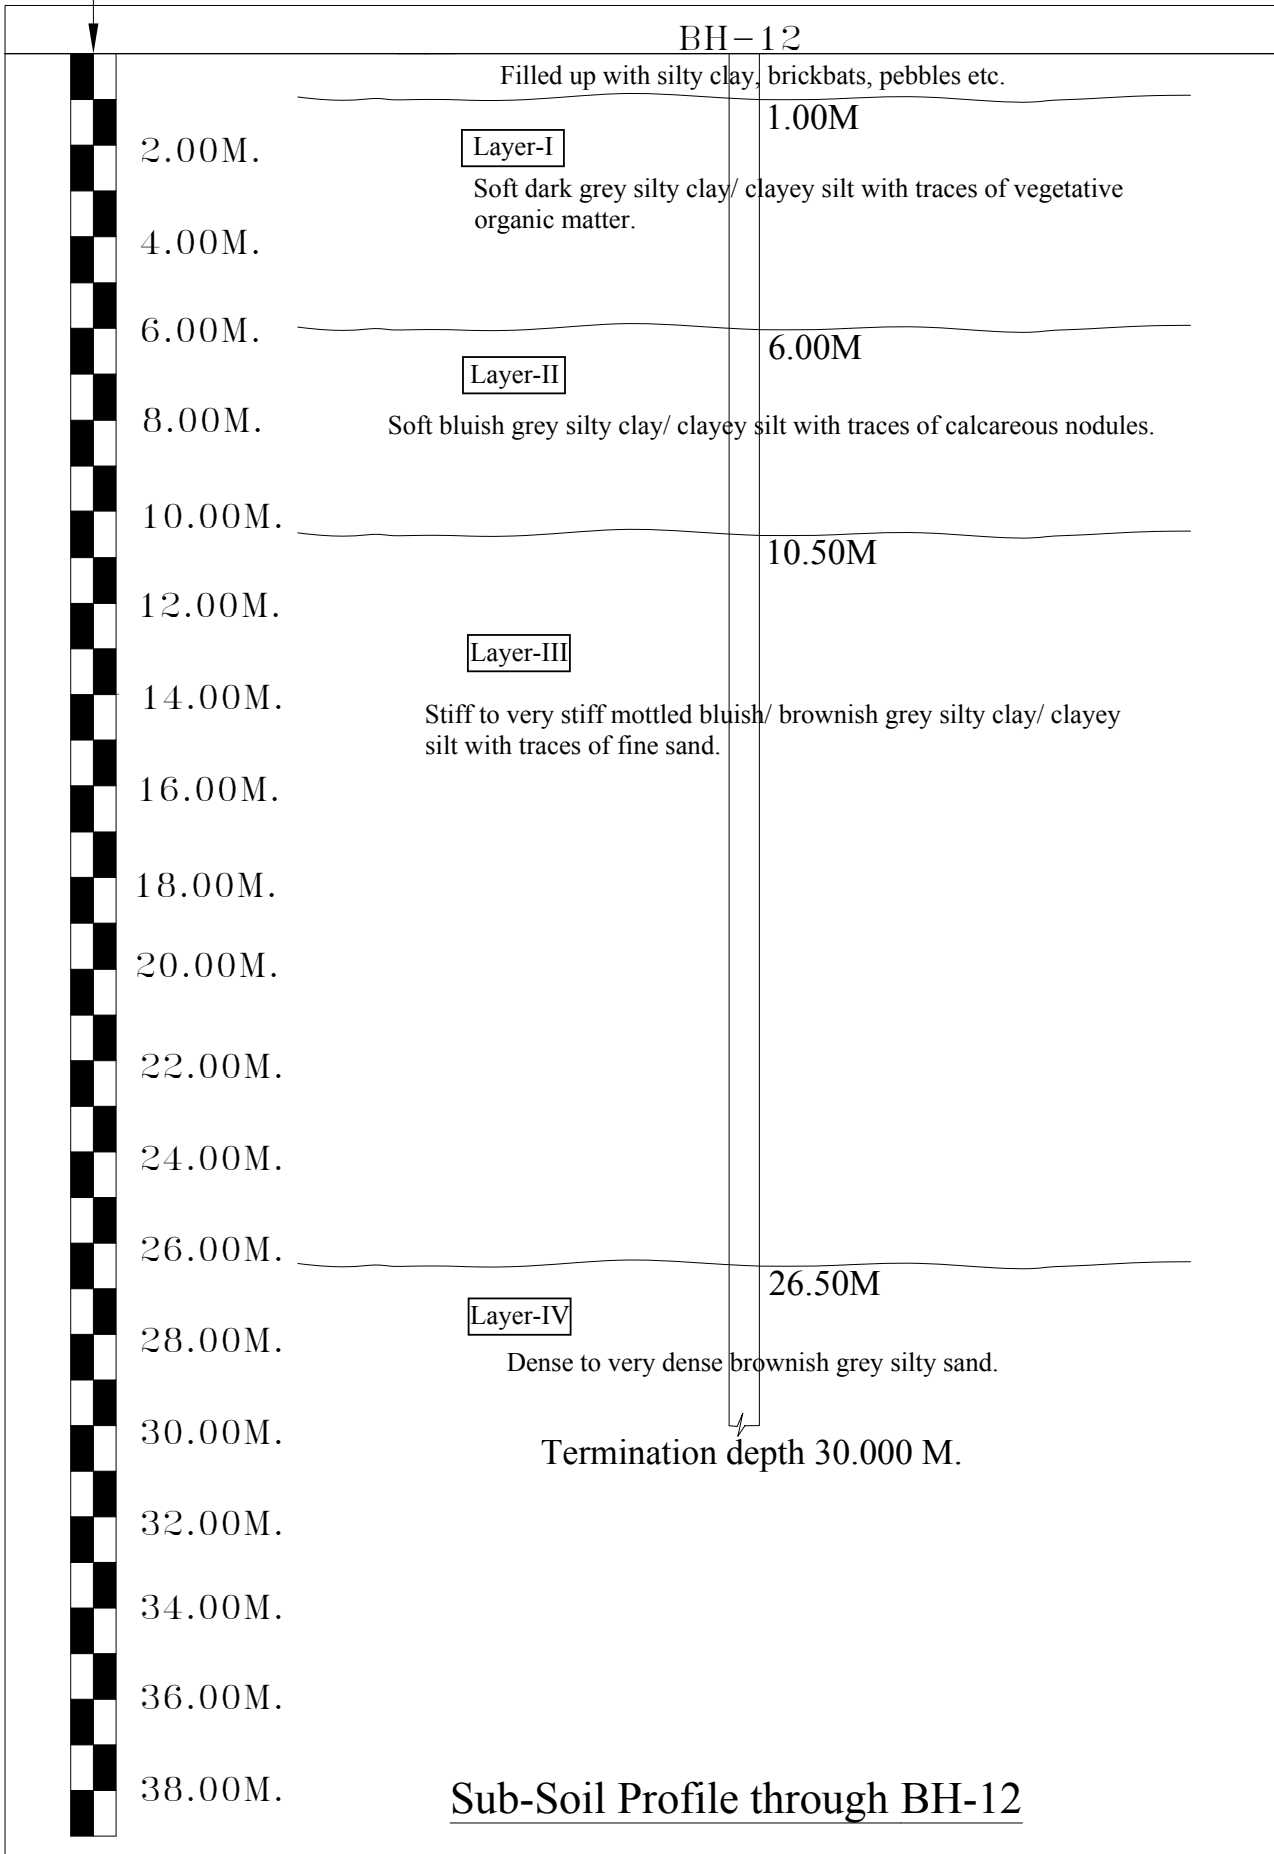 BH-12
Filled up with silty clay, brickbats, pebbles etc.
1.00M
2.00M.
Layer-I
Soft dark grey silty clay/ clayey silt with traces of vegetative
organic matter.
4.00M.
6.00M.
6.00M
Layer-II
8.00M.
Soft bluish grey silty clay/ clayey silt with traces of calcareous nodules.
10.00M.
10.50M
12.00M.
Layer-III
14.00M.
Stiff to very stiff mottled bluish/ brownish grey silty clay/ clayey
silt with traces of fine sand.
16.00M.
18.00M.
20.00M.
22.00M.
24.00M.
26.00M.
26.50M
Layer-IV
28.00M.
Dense to very dense brownish grey silty sand.
30.00M.
Termination depth 30.000 M.
32.00M.
34.00M.
36.00M.
38.00M.
Sub-Soil Profile through BH-12